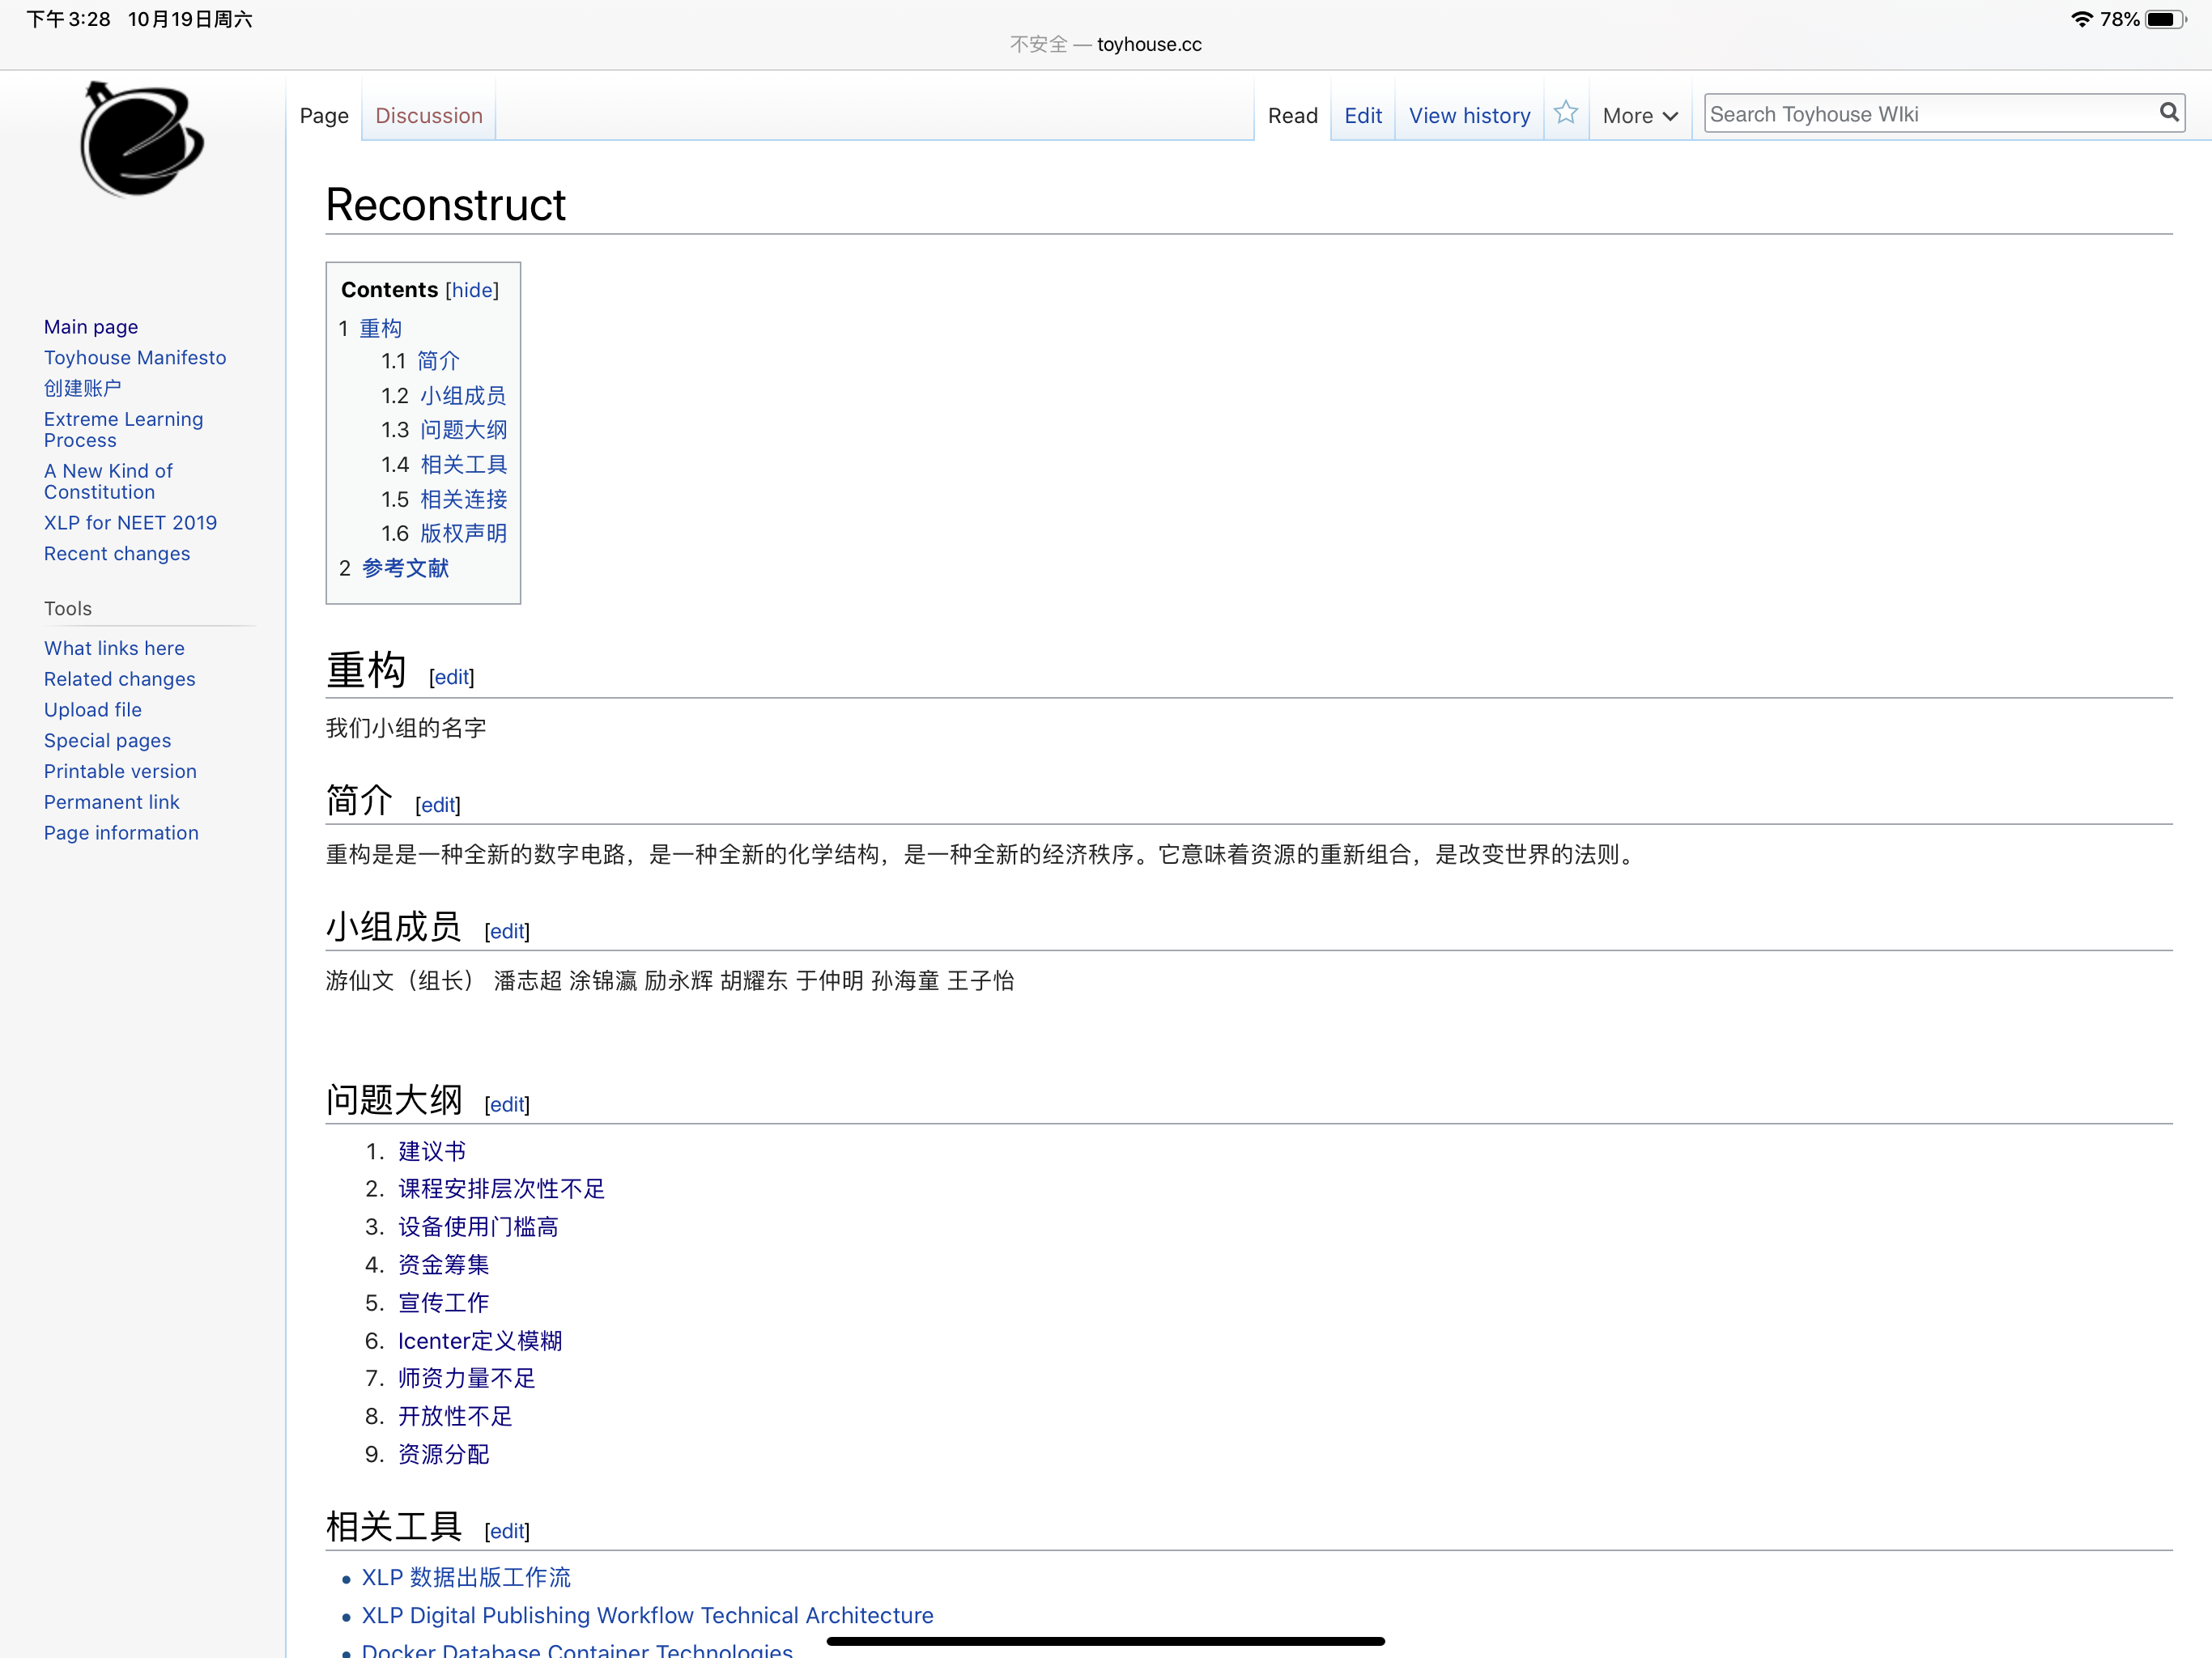 下午3:28 10月19日周六
78%
不安全 — toyhouse.cc
Page Discussion Read Edit View history More Search Toyhouse WIki
Reconstruct
Contents [hide]
1 重构
1.1 简介
1.2 小组成员
1.3 问题大纲
1.4 相关工具
1.5 相关连接
1.6 版权声明
2 参考文献
Main page
Toyhouse Manifesto
创建账户
Extreme Learning
Process
A New Kind of
Constitution
XLP for NEET 2019
Recent changes
Tools
What links here
Related changes
Upload file
Special pages
Printable version
Permanent link
Page information
重构 [edit]
我们小组的名字
简介 [edit]
重构是是一种全新的数字电路，是一种全新的化学结构，是一种全新的经济秩序。它意味着资源的重新组合，是改变世界的法则。
小组成员 [edit]
游仙文（组长） 潘志超 涂锦瀛 励永辉 胡耀东 于仲明 孙海童 王子怡
问题大纲 [edit]
1. 建议书
2. 课程安排层次性不足
3. 设备使用门槛高
4. 资金筹集
5. 宣传工作
6. Icenter定义模糊
7. 师资力量不足
8. 开放性不足
9. 资源分配
相关工具 [edit]
• XLP 数据出版工作流
• XLP Digital Publishing Workflow Technical Architecture
• Docker Database Container Technologies